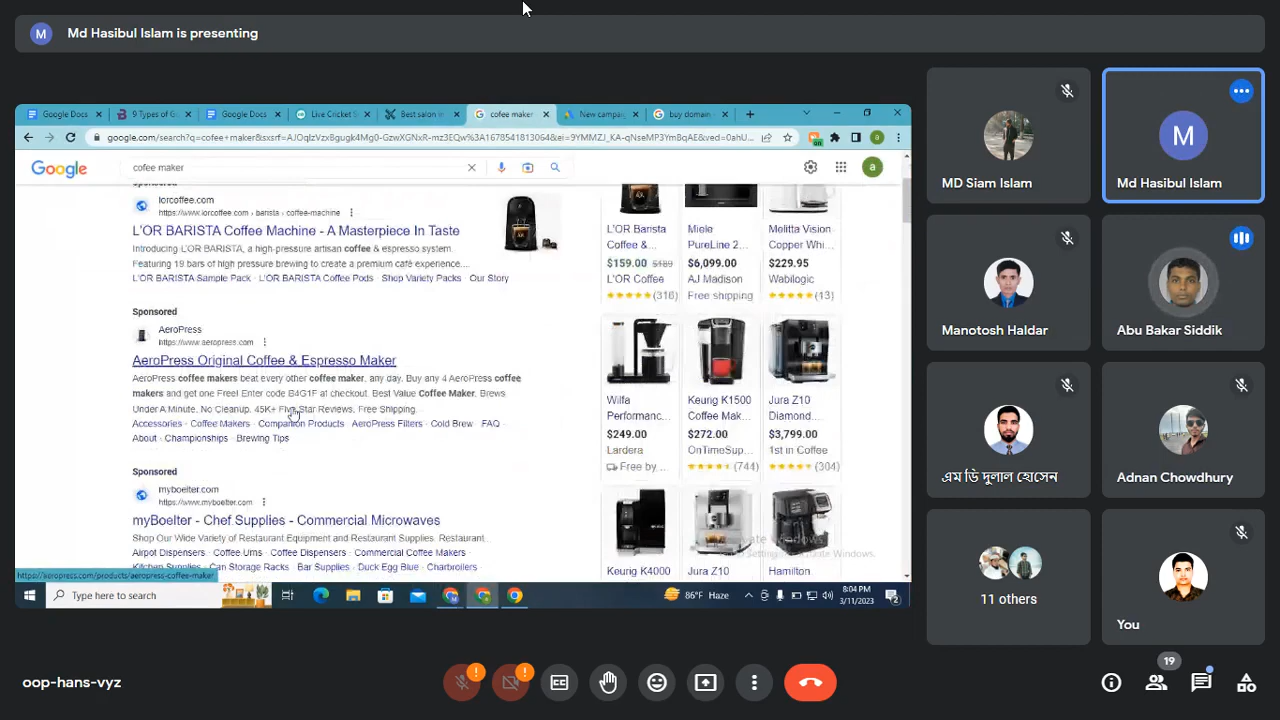 M
Md Hasibul Islam is presenting
Google Docs
9 Types of G
Google Docs
Live Cricket S
Best salon in
cofee maker
New campaig
buy domain
google.com/search?q=cofee+maker&sxsrf=
a
Google
cofee maker
a
Sponsored
lorcoffee.com
https://www.lorcoffee.com › barista › coffee-machine
L'OR BARISTA Coffee Machine - A Masterpiece In Taste
Introducing L'OR BARISTA, a high-pressure artisan coffee & espresso system.
Featuring 19 bars of high pressure brewing to create a premium café experience...
L'OR BARISTA Sample Pack · L'OR BARISTA Coffee Pods · Shop Variety Packs · Our Story
Sponsored
AeroPress
https://www.aeropress.com
AeroPress Original Coffee & Espresso Maker
AeroPress coffee makers beat every other coffee maker, any day. Buy any 4 AeroPress coffee
makers and get one Free! Enter code B4G1F at checkout. Best Value Coffee Maker, Brews
Under A Minute, No Cleanup, 45K+ Five Star Reviews, Free Shipping.
Accessories · Coffee Makers · Companion Products · AeroPress Filters · Cold Brew · FAQ ·
About · Championships · Brewing Tips
Sponsored
myboelter.com
https://www.myboelter.com
myBoelter - Chef Supplies - Commercial Microwaves
Shop Our Wide Variety of Restaurant Equipment and Restaurant Supplies. Restaurant...
Airpot Dispensers · Coffee Urns · Coffee Dispensers · Commercial Coffee Makers ·
Kitchen Supplies · Can Storage Racks · Bar Supplies · Duck Egg Blue · Charbroilers ·
https://aeropress.com/products/aeropress-coffee-maker
L'OR Barista Coffee &...
$159.00 $189
L'OR Coffee
(316)
Miele PureLine 2...
$6,099.00
AJ Madison
Free shipping
Melitta Vision Copper Whi...
$229.95
Wabilogic
(13)
Wilfa Performanc...
$249.00
Lardera
Free by ...
Keurig K1500 Coffee Mak...
$272.00
OnTimeSup...
(744)
Jura Z10 Diamond...
$3,799.00
1st in Coffee
(304)
Keurig K4000
Jura Z10
Hamilton
Type here to search
86°F Haze
8:04 PM
3/11/2023
2
MD Siam Islam
M
Md Hasibul Islam
Manotosh Haldar
Abu Bakar Siddik
এম ডি দুলাল হোসেন
Adnan Chowdhury
11 others
You
oop-hans-vyz
19